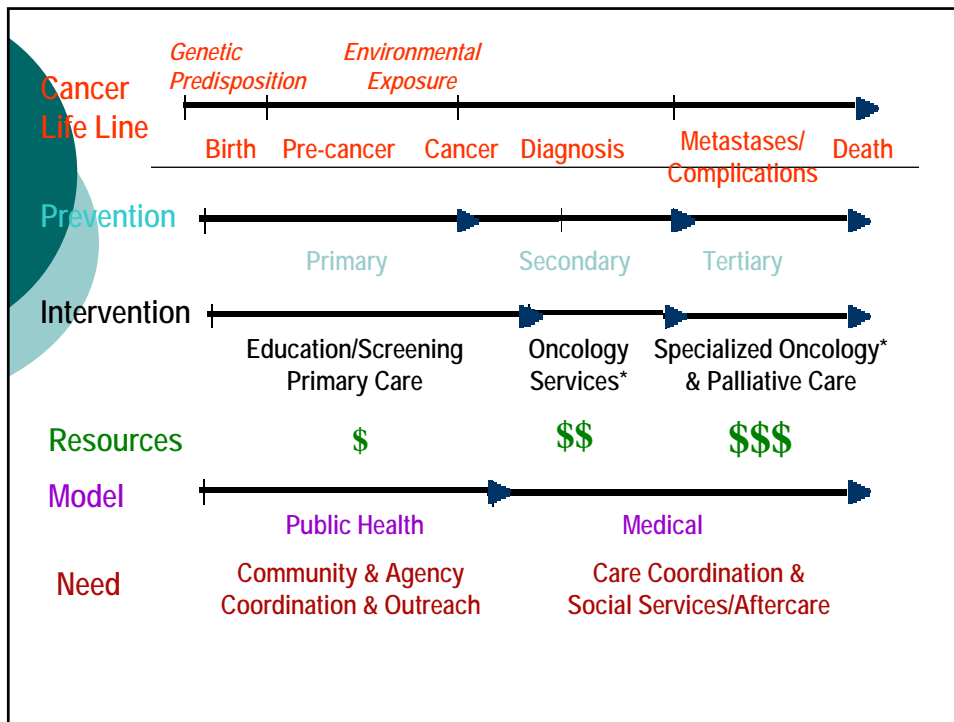 Genetic Predisposition
Environmental Exposure
Cancer Life Line
Birth Pre-cancer Cancer Diagnosis Metastases/ Complications Death
Prevention
Primary Secondary Tertiary
Intervention
Education/Screening
Primary Care
Oncology
Services*
Specialized Oncology*
& Palliative Care
Resources $ $$ $$$
Model
Public Health Medical
Need
Community & Agency
Coordination & Outreach
Care Coordination &
Social Services/Aftercare